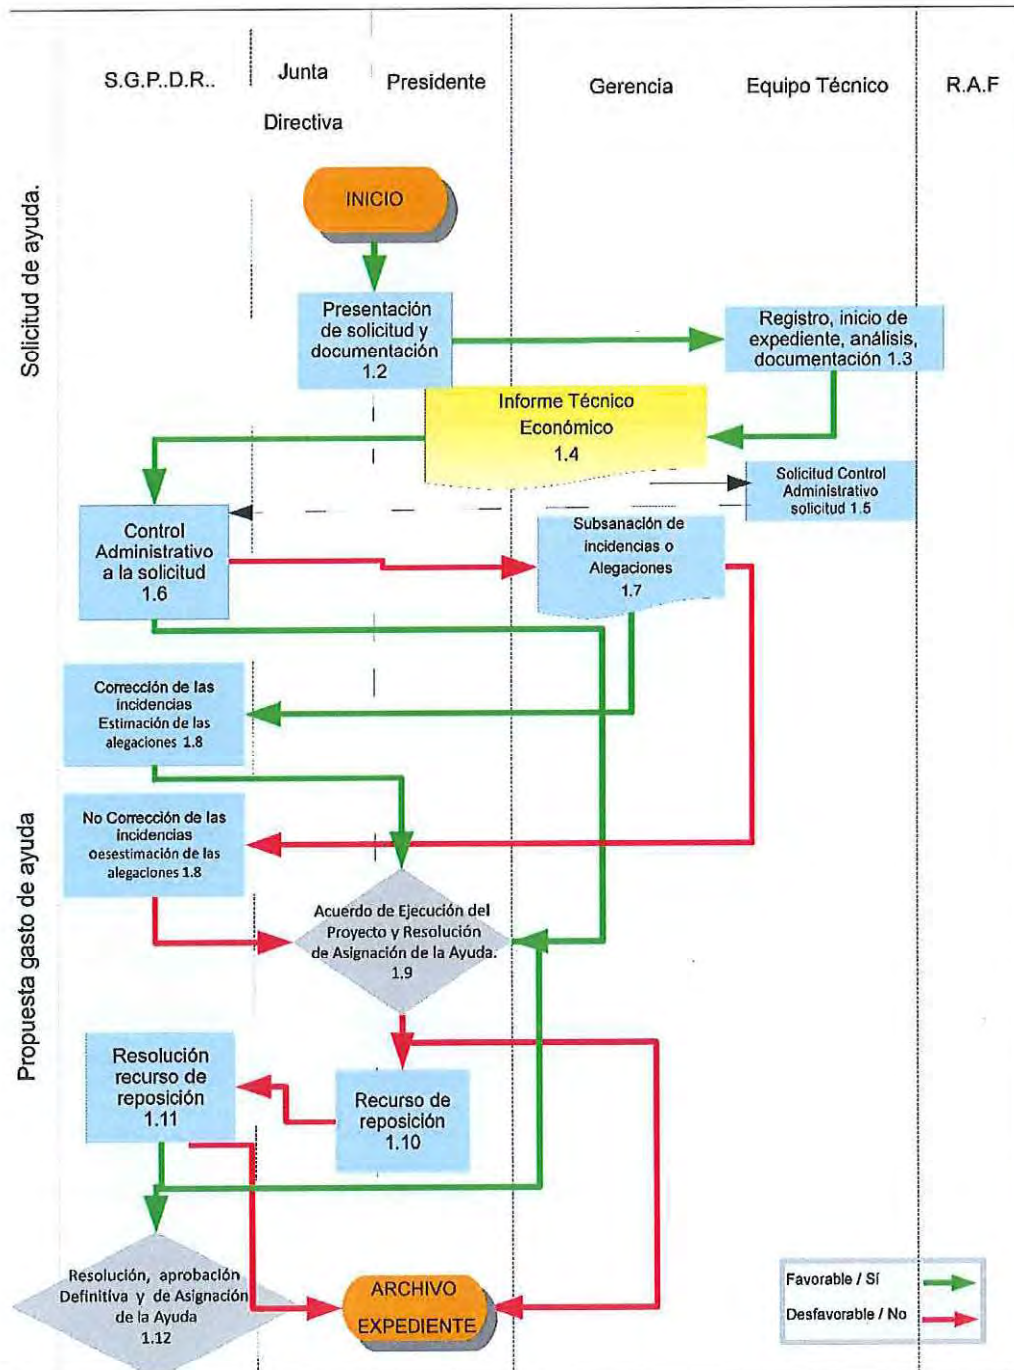 S.G.P..D.R..
Junta
Directiva
Presidente
Gerencia
Equipo Técnico
R.A.F
Solicitud de ayuda.
INICIO
Presentación
de solicitud y
documentación
1.2
Registro, inicio de
expediente, análisis,
documentación 1.3
Informe Técnico
Económico
1.4
Solicitud Control
Administrativo
solicitud 1.5
Control
Administrativo
a la solicitud
1.6
Subsanación de
incidencias o
Alegaciones
1.7
Corrección de las
incidencias
Estimación de las
alegaciones 1.8
Propuesta gasto de ayuda
No Corrección de las
incidencias
Oesestimación de las
alegaciones 1.8
Acuerdo de Ejecución del
Proyecto y Resolución
de Asignación de la Ayuda.
1.9
Resolución
recurso de
reposición
1.11
Recurso de
reposición
1.10
Resolución, aprobación
Definitiva y de Asignación
de la Ayuda
1.12
ARCHIVO
EXPEDIENTE
Favorable / Sí
Desfavorable / No